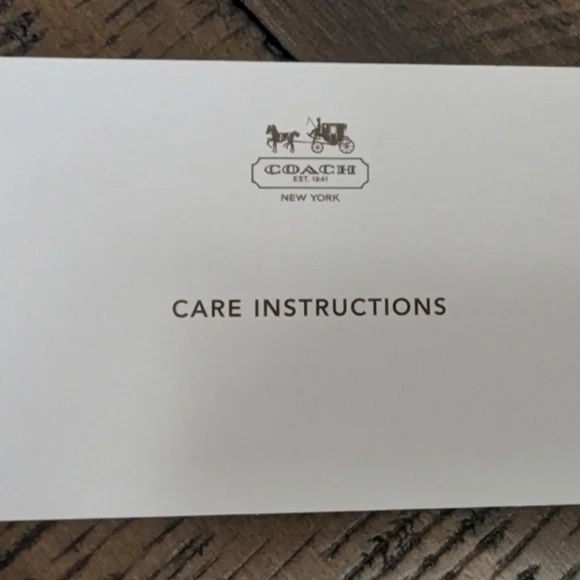 COACH
EST. 1941
NEW YORK
CARE INSTRUCTIONS